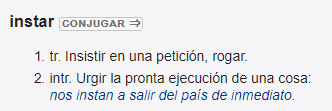 instar CONJUGAR ⇒
1. tr. Insistir en una petición, rogar.
2. intr. Urgir la pronta ejecución de una cosa:
nos instan a salir del país de inmediato.